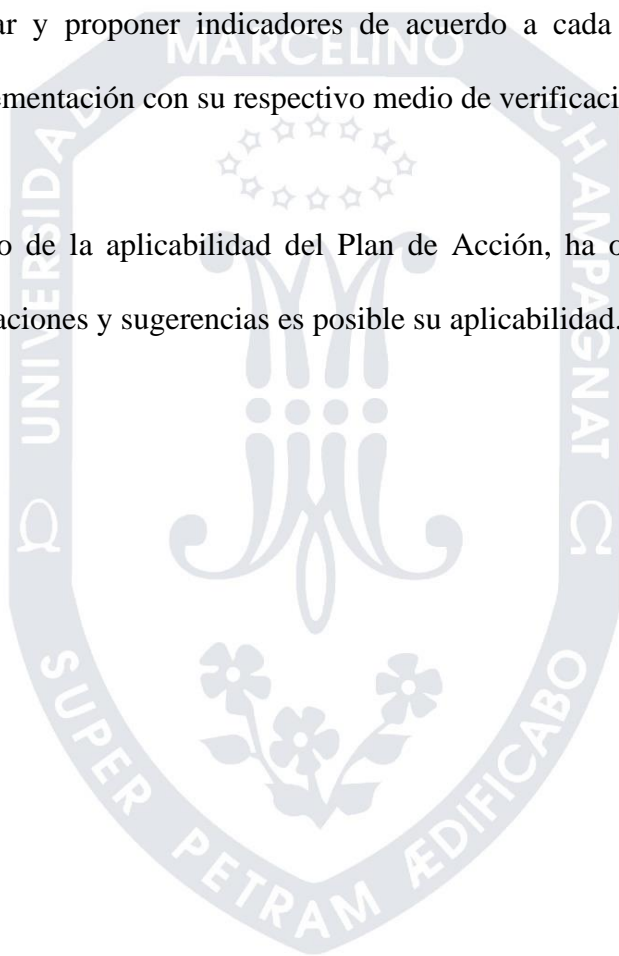 ar y proponer indicadores de acuerdo a cada
ementación con su respectivo medio de verificaci
o de la aplicabilidad del Plan de Acción, ha o
aciones y sugerencias es posible su aplicabilidad.
UNIVERSIDAD
MARCELINO
CHAMPAGNAT
Ω
Ω
SUPER PETRAM ÆDIFICABO